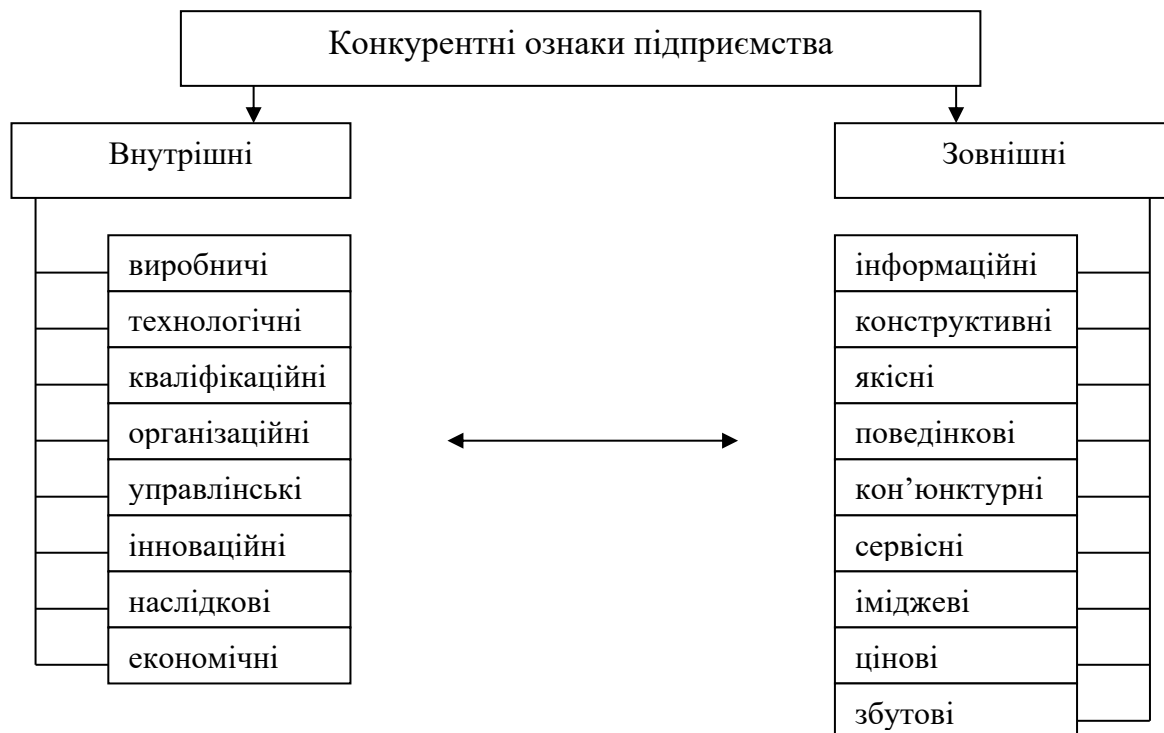 Конкурентні ознаки підприємства
Внутрішні
виробничі
технологічні
кваліфікаційні
організаційні
управлінські
інноваційні
наслідкові
економічні
Зовнішні
інформаційні
конструктивні
якісні
поведінкові
кон’юнктурні
сервісні
іміджеві
цінові
збутові